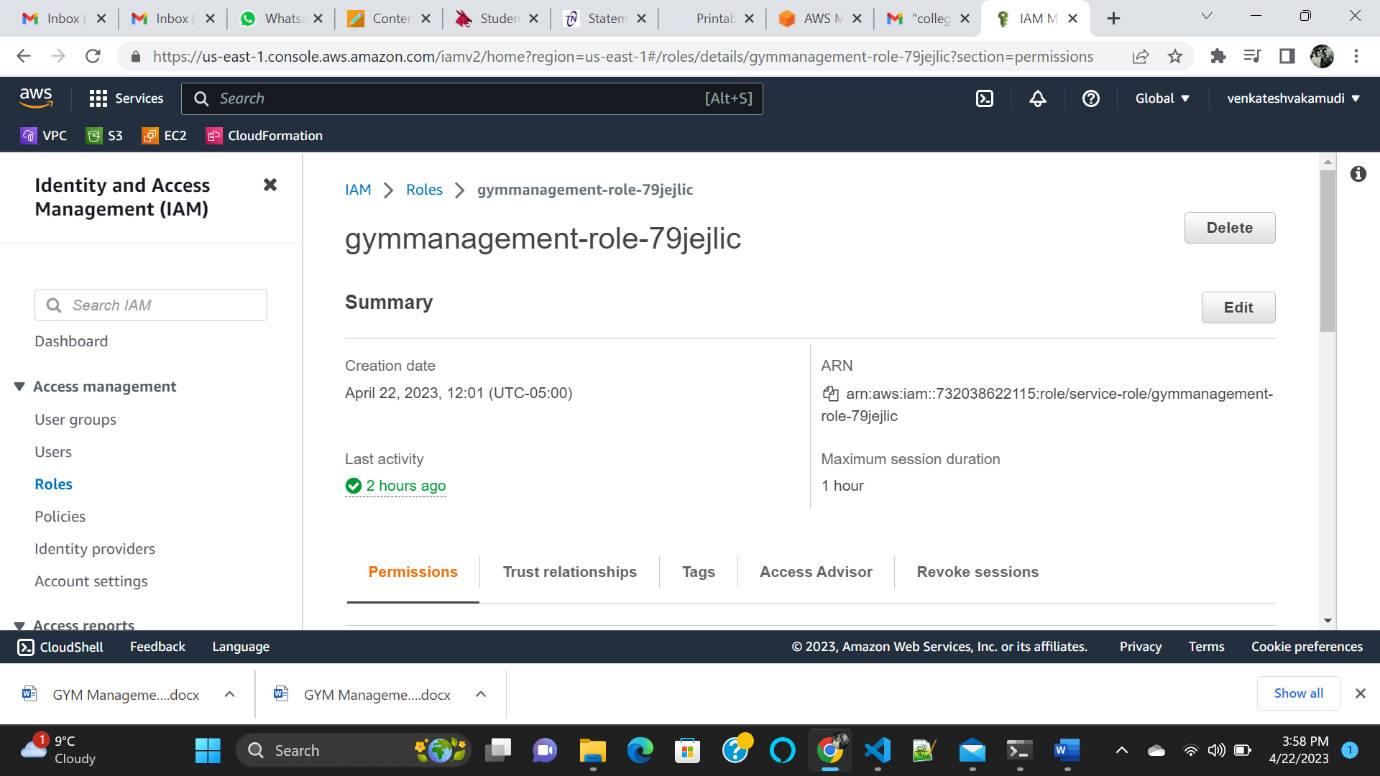 Inbox (
Inbox (
Whats
Conter
Studen
Statem
Printab
AWS M
"colleg
IAM M
https://us-east-1.console.aws.amazon.com/iamv2/home?region=us-east-1#/roles/details/gymmanagement-role-79jejlic?section=permissions
aws
Services
Search
[Alt+S]
Global
venkateshvakamudi
VPC
S3
EC2
CloudFormation
Identity and Access
Management (IAM)
Search IAM
Dashboard
Access management
User groups
Users
Roles
Policies
Identity providers
Account settings
Access reports
IAM
Roles
gymmanagement-role-79jejlic
gymmanagement-role-79jejlic
Delete
Summary
Edit
Creation date
April 22, 2023, 12:01 (UTC-05:00)
ARN
arn:aws:iam::732038622115:role/service-role/gymmanagement-
role-79jejlic
Last activity
2 hours ago
Maximum session duration
1 hour
Permissions
Trust relationships
Tags
Access Advisor
Revoke sessions
CloudShell
Feedback
Language
© 2023, Amazon Web Services, Inc. or its affiliates.
Privacy
Terms
Cookie preferences
GYM Manageme....docx
GYM Manageme....docx
Show all
1
9°C
Cloudy
Search
3:58 PM
4/22/2023
1